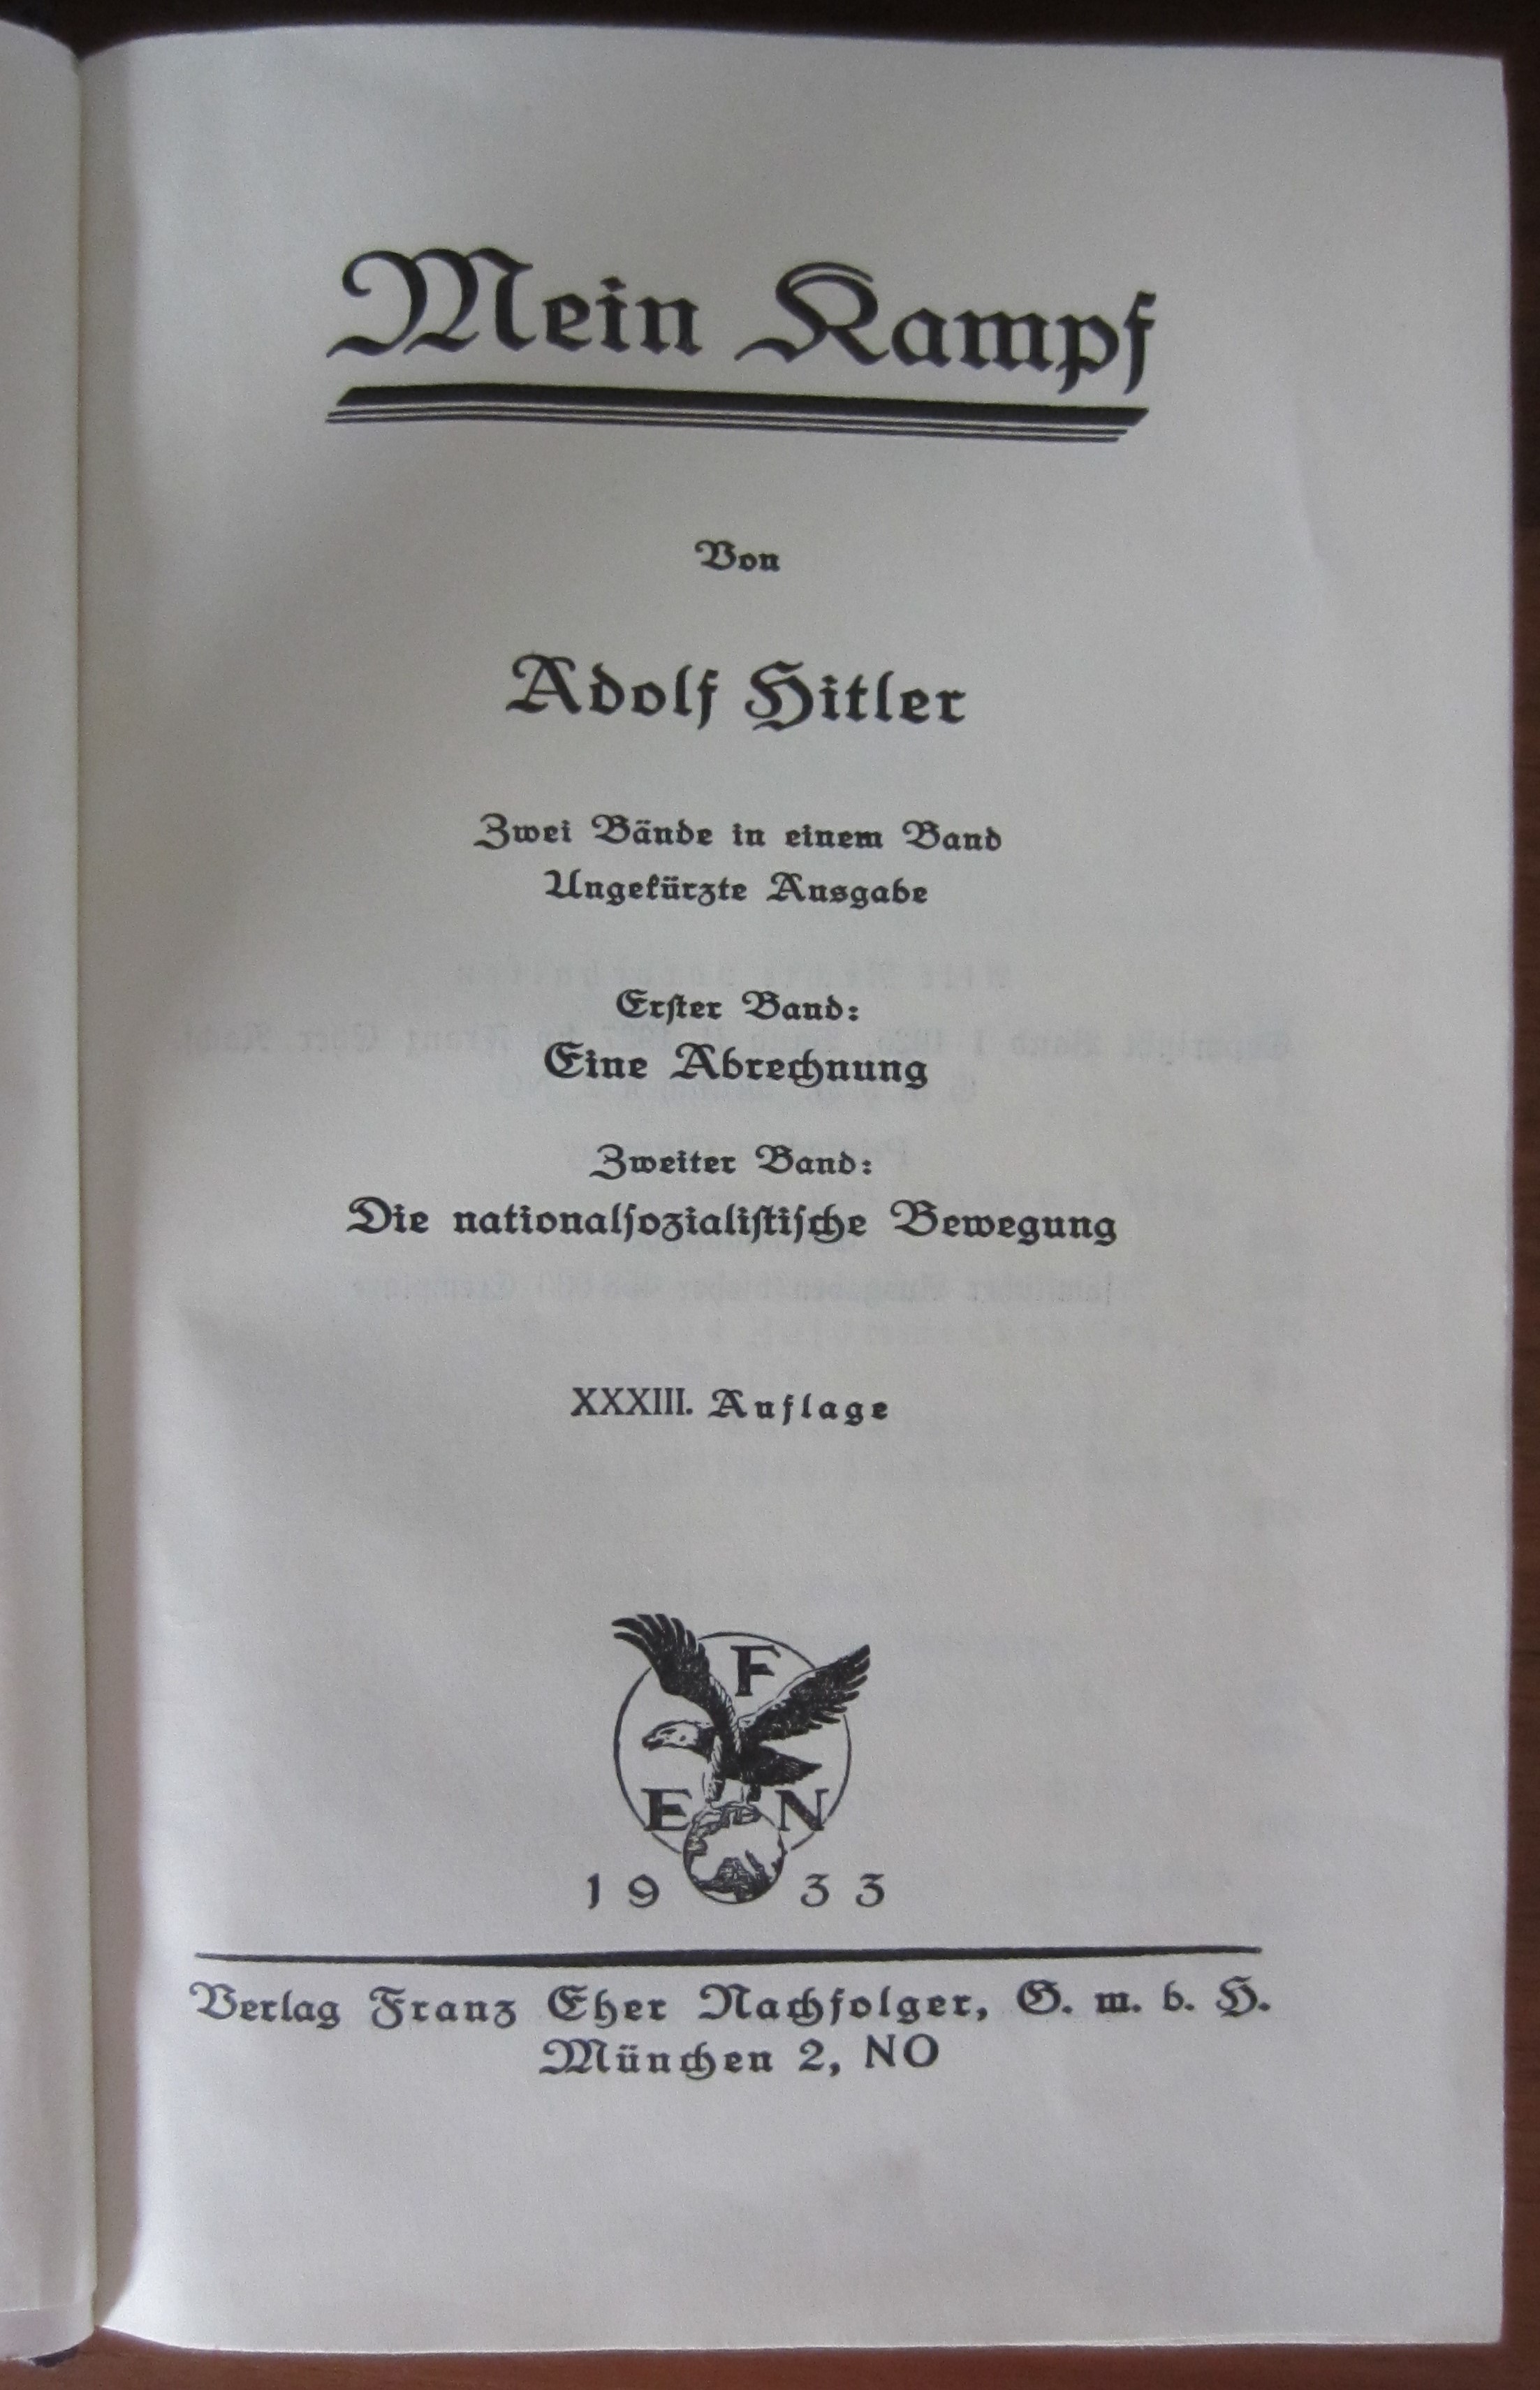 Mein Kampf
Von
Adolf Hitler
Zwei Bände in einem Band
Ungekürzte Ausgabe
Erster Band:
Eine Abrechnung
Zweiter Band:
Die nationalsozialistische Bewegung
XXXIII. Auflage
F
E N
1933
Verlag Franz Eher Nachfolger, G. m. b. H.
München 2, NO